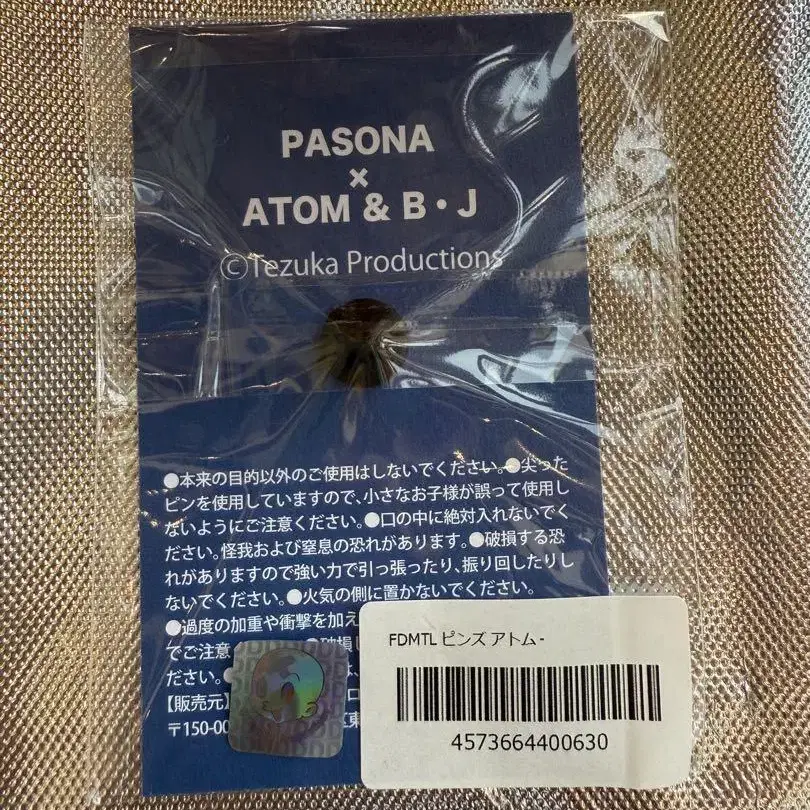 PASONA
×
ATOM & B・J
©Tezuka Productions
●本来の目的以外のご使用はしないでください。●尖った
ピンを使用していますので、小さなお子様が誤って使用し
ないようにご注意ください。●口の中に絶対入れないでく
ださい。怪我および窒息の恐れがあります。●破損する恐
れがありますので強い力で引っ張ったり、振り回したりし
ないでください。●火気の側に置かないでください。
●過度の加重や衝撃を加え
でご注意
ださい。
【販売元】
〒150-00
FDMTL ピンズ アトム -
4573664400630